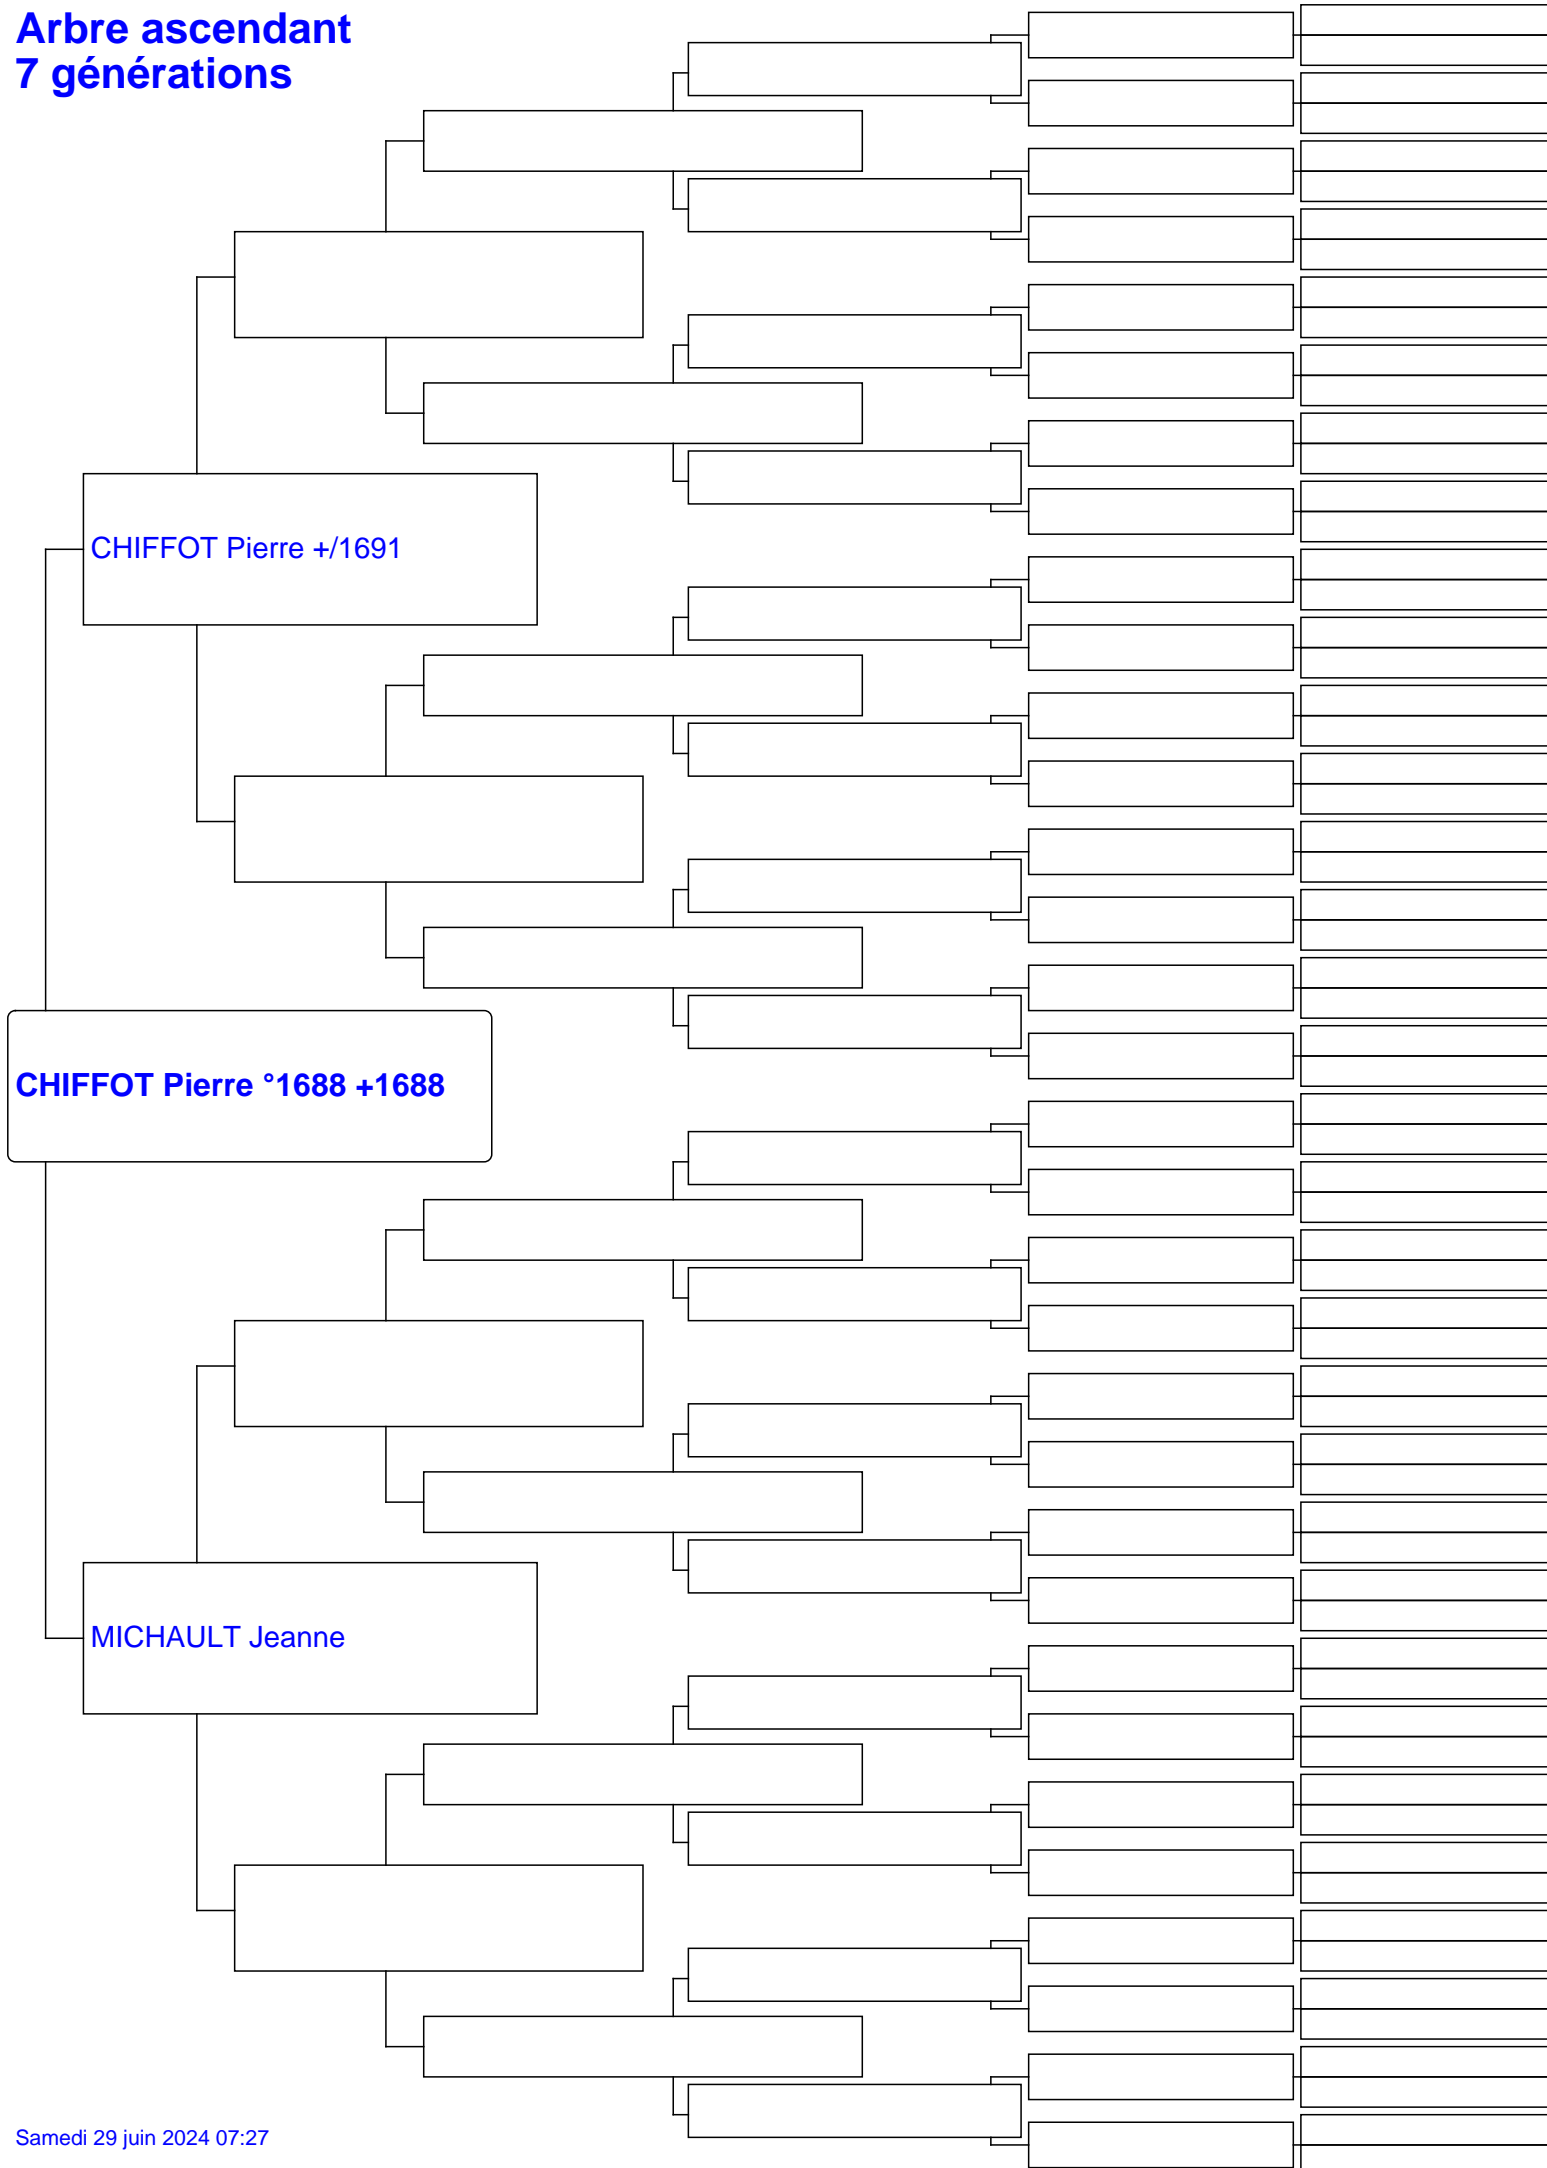 Arbre ascendant
7 générations
CHIFFOT Pierre +/1691
CHIFFOT Pierre °1688 +1688
MICHAULT Jeanne
Samedi 29 juin 2024 07:27